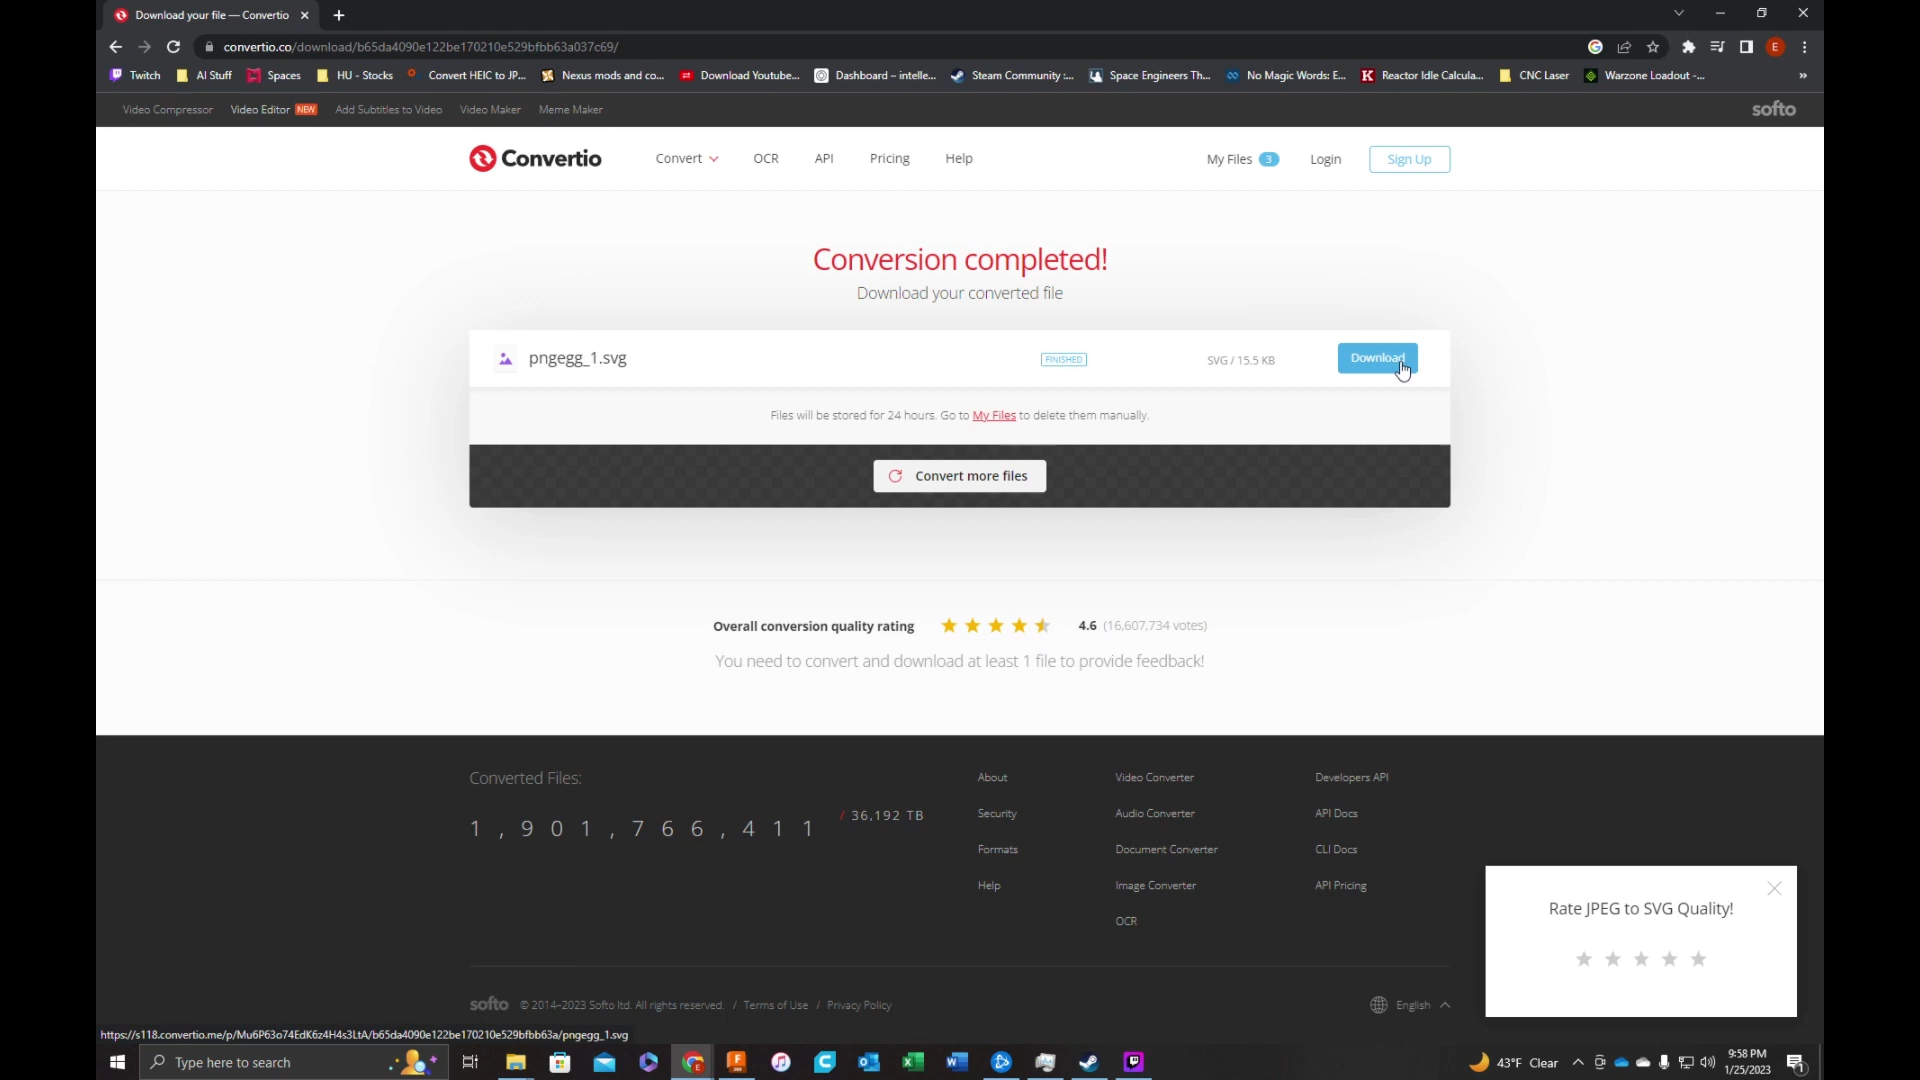 Download your file — Convertio
convertio.co/download/b65da4090e122be170210e529bfbb63a037c69/
E
Twitch AI Stuff Spaces HU - Stocks Convert HEIC to JP... Nexus mods and co... Download Youtube... Dashboard – intelle... Steam Community :... Space Engineers Th... No Magic Words: E... Reactor Idle Calcula... CNC Laser Warzone Loadout -... »
Video Compressor Video Editor NEW Add Subtitles to Video Video Maker Meme Maker softo
Convertio Convert OCR API Pricing Help My Files 3 Login Sign Up
Conversion completed!
Download your converted file
pngegg_1.svg FINISHED SVG / 15.5 KB Download
Files will be stored for 24 hours. Go to My Files to delete them manually.
Convert more files
Overall conversion quality rating 4.6 (16,607,734 votes)
You need to convert and download at least 1 file to provide feedback!
Converted Files:
1,901,766,411 / 36,192 TB
About Video Converter Developers API
Security Audio Converter API Docs
Formats Document Converter CLI Docs
Help Image Converter API Pricing
OCR
Rate JPEG to SVG Quality!
softo © 2014–2023 Softo ltd. All rights reserved. / Terms of Use / Privacy Policy English
https://s118.convertio.me/p/Mu6P63o74EdK6z4H4s3LtA/b65da4090e122be170210e529bfbb63a/pngegg_1.svg
Type here to search 43°F Clear 9:58 PM
1/25/2023